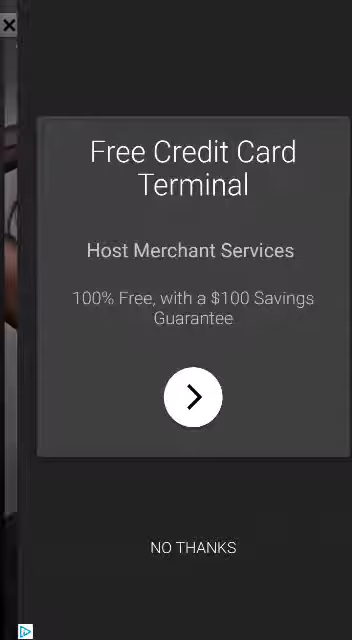 Free Credit Card
Terminal
Host Merchant Services
100% Free, with a $100 Savings
Guarantee
NO THANKS